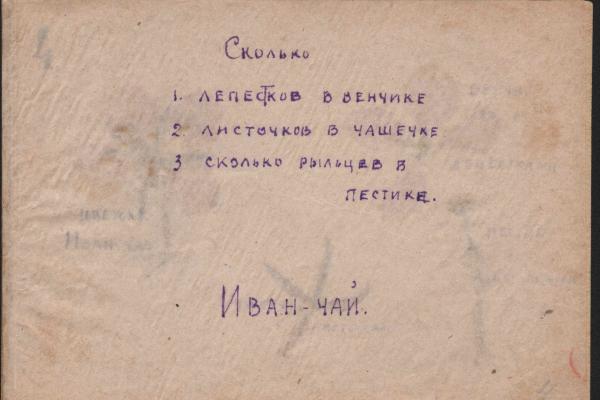 Сколько
1. лепестков в венчике
2. листочков в чашечке
3 сколько рыльцев в
пестике.
Иван-чай.